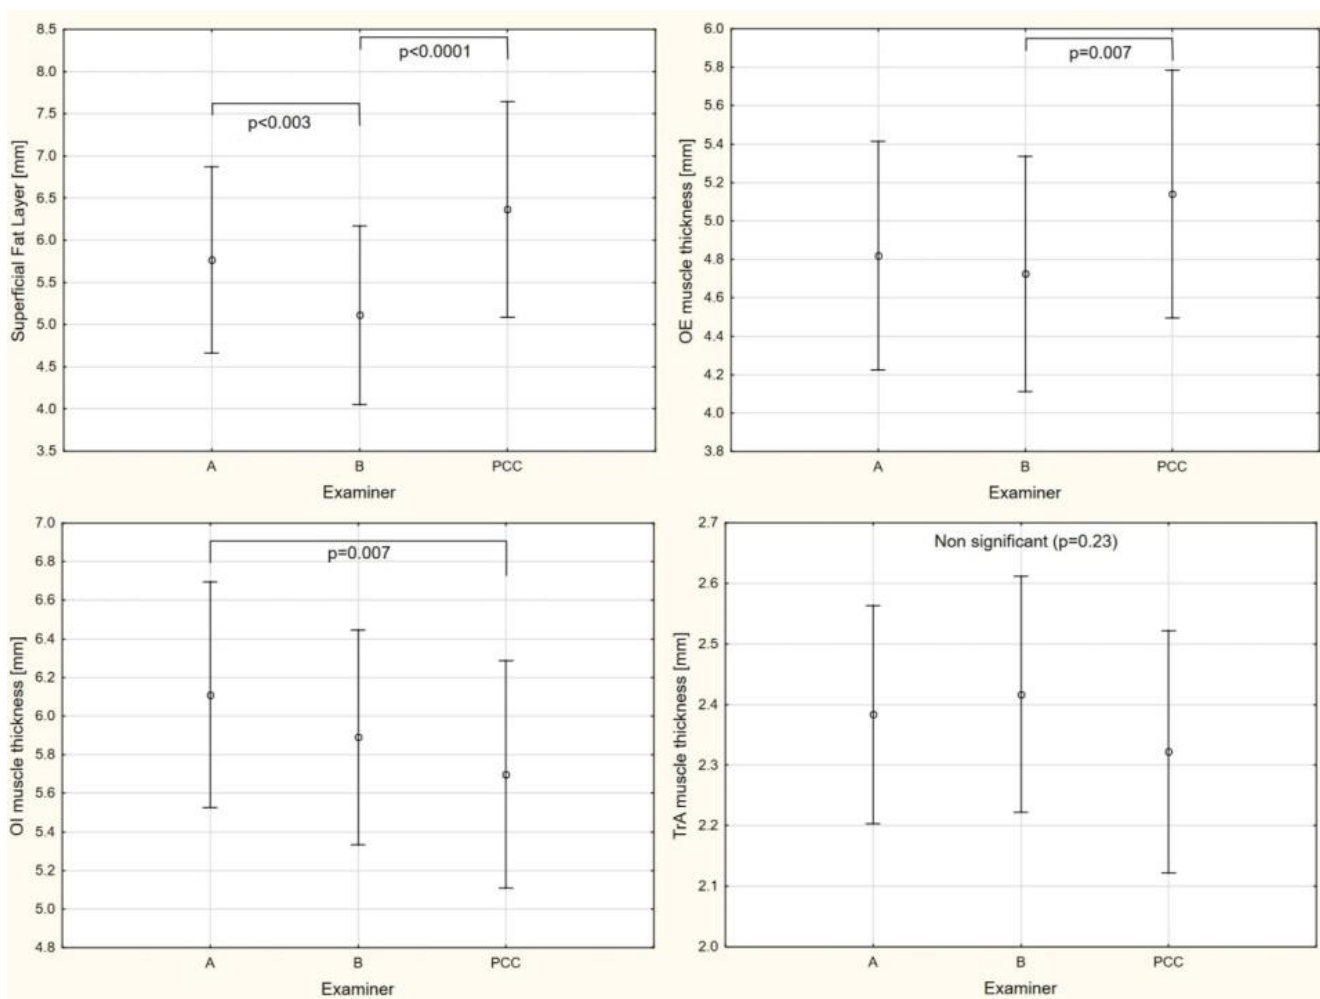 8.5
8.0
7.5
7.0
6.5
6.0
5.5
5.0
4.5
4.0
3.5
Superficial Fat Layer [mm]
p<0.003
p<0.0001
A B PCC
Examiner
6.0
5.8
5.6
5.4
5.2
5.0
4.8
4.6
4.4
4.2
4.0
3.8
OE muscle thickness [mm]
p=0.007
A B PCC
Examiner
7.0
6.8
6.6
6.4
6.2
6.0
5.8
5.6
5.4
5.2
5.0
4.8
OI muscle thickness [mm]
p=0.007
A B PCC
Examiner
2.7
2.6
2.5
2.4
2.3
2.2
2.1
2.0
TrA muscle thickness [mm]
Non significant (p=0.23)
A B PCC
Examiner